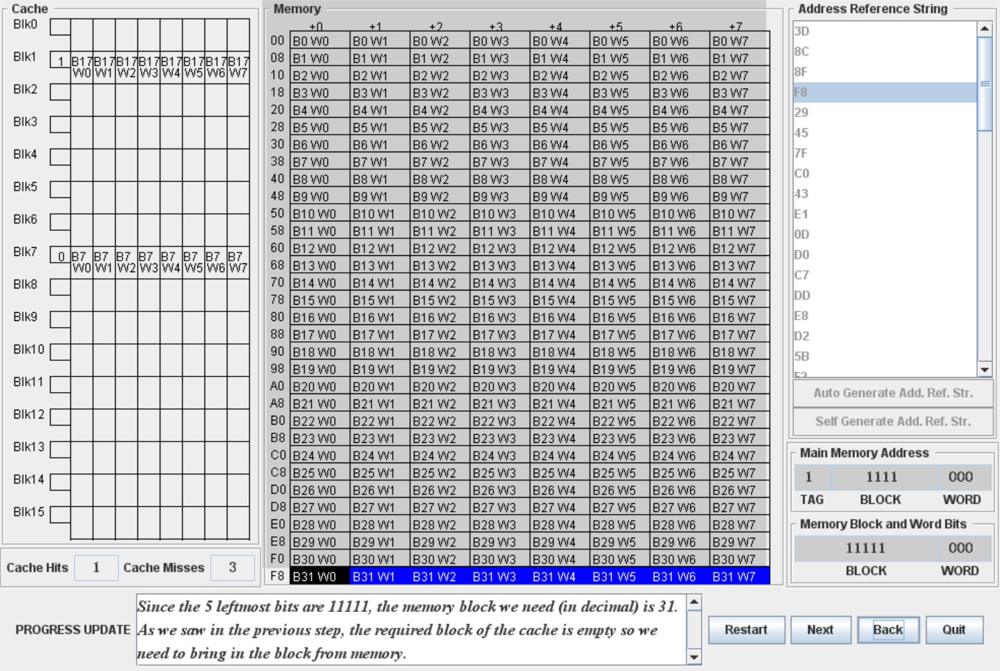 Cache
Blk0
Blk1 1 B17 W0 B17 W1 B17 W2 B17 W3 B17 W4 B17 W5 B17 W6 B17 W7
Blk2
Blk3
Blk4
Blk5
Blk6
Blk7 0 B7 W0 B7 W1 B7 W2 B7 W3 B7 W4 B7 W5 B7 W6 B7 W7
Blk8
Blk9
Blk10
Blk11
Blk12
Blk13
Blk14
Blk15
Cache Hits 1 Cache Misses 3
Memory
+0 +1 +2 +3 +4 +5 +6 +7
00 B0 W0 B0 W1 B0 W2 B0 W3 B0 W4 B0 W5 B0 W6 B0 W7
08 B1 W0 B1 W1 B1 W2 B1 W3 B1 W4 B1 W5 B1 W6 B1 W7
10 B2 W0 B2 W1 B2 W2 B2 W3 B2 W4 B2 W5 B2 W6 B2 W7
18 B3 W0 B3 W1 B3 W2 B3 W3 B3 W4 B3 W5 B3 W6 B3 W7
20 B4 W0 B4 W1 B4 W2 B4 W3 B4 W4 B4 W5 B4 W6 B4 W7
28 B5 W0 B5 W1 B5 W2 B5 W3 B5 W4 B5 W5 B5 W6 B5 W7
30 B6 W0 B6 W1 B6 W2 B6 W3 B6 W4 B6 W5 B6 W6 B6 W7
38 B7 W0 B7 W1 B7 W2 B7 W3 B7 W4 B7 W5 B7 W6 B7 W7
40 B8 W0 B8 W1 B8 W2 B8 W3 B8 W4 B8 W5 B8 W6 B8 W7
48 B9 W0 B9 W1 B9 W2 B9 W3 B9 W4 B9 W5 B9 W6 B9 W7
50 B10 W0 B10 W1 B10 W2 B10 W3 B10 W4 B10 W5 B10 W6 B10 W7
58 B11 W0 B11 W1 B11 W2 B11 W3 B11 W4 B11 W5 B11 W6 B11 W7
60 B12 W0 B12 W1 B12 W2 B12 W3 B12 W4 B12 W5 B12 W6 B12 W7
68 B13 W0 B13 W1 B13 W2 B13 W3 B13 W4 B13 W5 B13 W6 B13 W7
70 B14 W0 B14 W1 B14 W2 B14 W3 B14 W4 B14 W5 B14 W6 B14 W7
78 B15 W0 B15 W1 B15 W2 B15 W3 B15 W4 B15 W5 B15 W6 B15 W7
80 B16 W0 B16 W1 B16 W2 B16 W3 B16 W4 B16 W5 B16 W6 B16 W7
88 B17 W0 B17 W1 B17 W2 B17 W3 B17 W4 B17 W5 B17 W6 B17 W7
90 B18 W0 B18 W1 B18 W2 B18 W3 B18 W4 B18 W5 B18 W6 B18 W7
98 B19 W0 B19 W1 B19 W2 B19 W3 B19 W4 B19 W5 B19 W6 B19 W7
A0 B20 W0 B20 W1 B20 W2 B20 W3 B20 W4 B20 W5 B20 W6 B20 W7
A8 B21 W0 B21 W1 B21 W2 B21 W3 B21 W4 B21 W5 B21 W6 B21 W7
B0 B22 W0 B22 W1 B22 W2 B22 W3 B22 W4 B22 W5 B22 W6 B22 W7
B8 B23 W0 B23 W1 B23 W2 B23 W3 B23 W4 B23 W5 B23 W6 B23 W7
C0 B24 W0 B24 W1 B24 W2 B24 W3 B24 W4 B24 W5 B24 W6 B24 W7
C8 B25 W0 B25 W1 B25 W2 B25 W3 B25 W4 B25 W5 B25 W6 B25 W7
D0 B26 W0 B26 W1 B26 W2 B26 W3 B26 W4 B26 W5 B26 W6 B26 W7
D8 B27 W0 B27 W1 B27 W2 B27 W3 B27 W4 B27 W5 B27 W6 B27 W7
E0 B28 W0 B28 W1 B28 W2 B28 W3 B28 W4 B28 W5 B28 W6 B28 W7
E8 B29 W0 B29 W1 B29 W2 B29 W3 B29 W4 B29 W5 B29 W6 B29 W7
F0 B30 W0 B30 W1 B30 W2 B30 W3 B30 W4 B30 W5 B30 W6 B30 W7
F8 B31 W0 B31 W1 B31 W2 B31 W3 B31 W4 B31 W5 B31 W6 B31 W7
Address Reference String
3D
8C
8F
F8
29
45
7F
C0
43
E1
0D
D0
C7
DD
E8
D2
5B
Auto Generate Add. Ref. Str.
Self Generate Add. Ref. Str.
Main Memory Address
1 1111 000
TAG BLOCK WORD
Memory Block and Word Bits
11111 000
BLOCK WORD
PROGRESS UPDATE
Since the 5 leftmost bits are 11111, the memory block we need (in decimal) is 31.
As we saw in the previous step, the required block of the cache is empty so we
need to bring in the block from memory.
Restart Next Back Quit